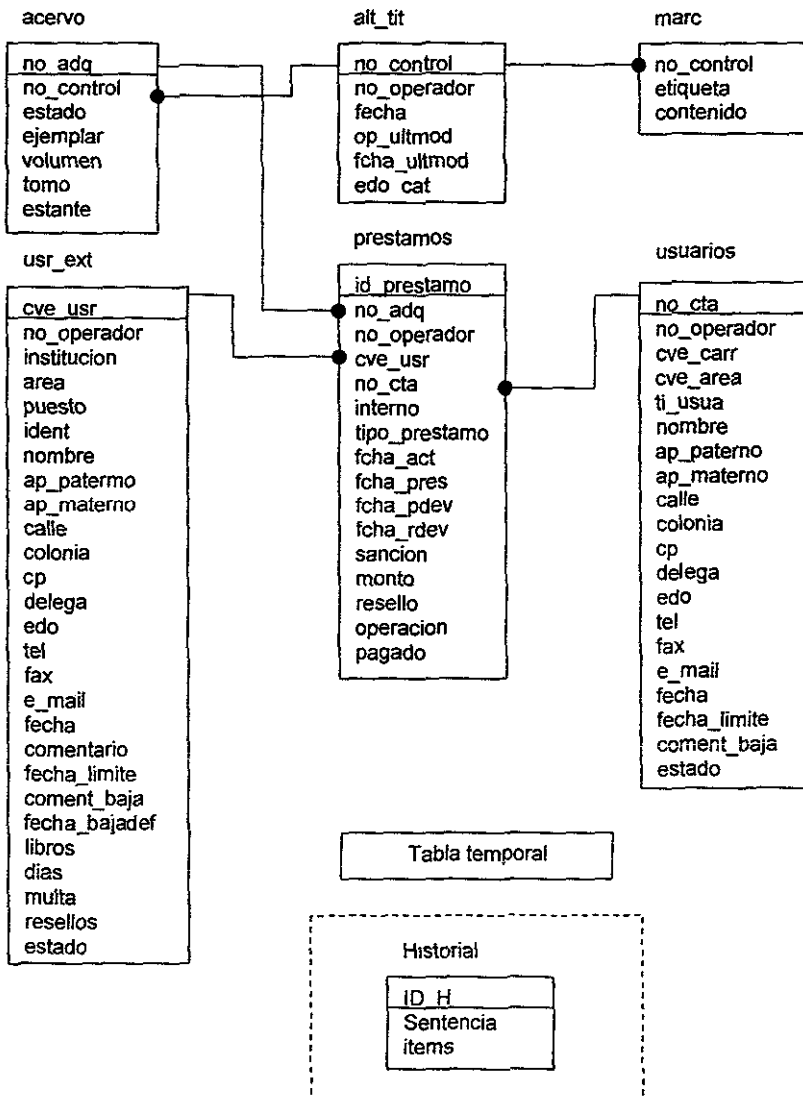 acervo
no_adq
no_control
estado
ejemplar
volumen
tomo
estante
alt_tit
no_control
no_operador
fecha
op_ultmod
fcha_ultmod
edo_cat
marc
no_control
etiqueta
contenido
usr_ext
cve_usr
no_operador
institucion
area
puesto
ident
nombre
ap_patermo
ap_materno
calle
colonia
cp
delega
edo
tel
fax
e_mail
fecha
comentario
fecha_limite
coment_baja
fecha_bajadef
libros
dias
multa
resellos
estado
prestamos
id_prestamo
no_adq
no_operador
cve_usr
no_cta
interno
tipo_prestamo
fcha_act
fcha_pres
fcha_pdev
fcha_rdev
sancion
monto
resello
operacion
pagado
usuarios
no_cta
no_operador
cve_carr
cve_area
ti_usua
nombre
ap_paterno
ap_materno
calle
colonia
cp
delega
edo
tel
fax
e_mail
fecha
fecha_limite
coment_baja
estado
Tabla temporal
Historial
ID_H
Sentencia
items